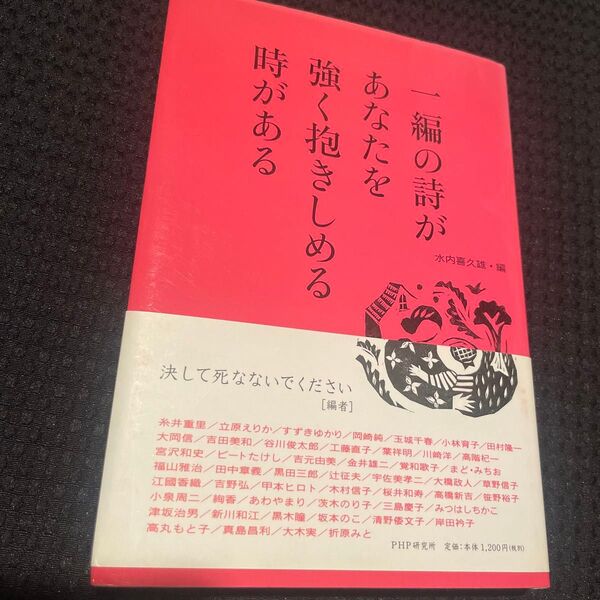 一編の詩が
あなたを
強く抱きしめる
時がある
水内喜久雄・編
決して死なないでください
[編者]
糸井重里／立原えりか／すずきゆかり／岡崎純／玉城千春／小林育子／田村隆一
大岡信／吉田美和／谷川俊太郎／工藤直子／葉祥明／川崎洋／高階杞一
宮沢和史／ビートたけし／吉元由美／金井雄二／覚和歌子／まど・みちお
福山雅治／田中章義／黒田三郎／辻征夫／宇佐美孝二／大橋政人／草野信子
江國香織／吉野弘／甲本ヒロト／木村信子／桜井和寿／高橋新吉／笹野裕子
小泉周二／絢香／あわやまり／茨木のり子／三島慶子／みつはしちかこ
津坂治男／新川和江／黒木瞳／坂本のこ／清野倭文子／岸田衿子
高丸もと子／真島昌利／大木実／折原みと
PHP研究所 定価：本体1,200円(税別)